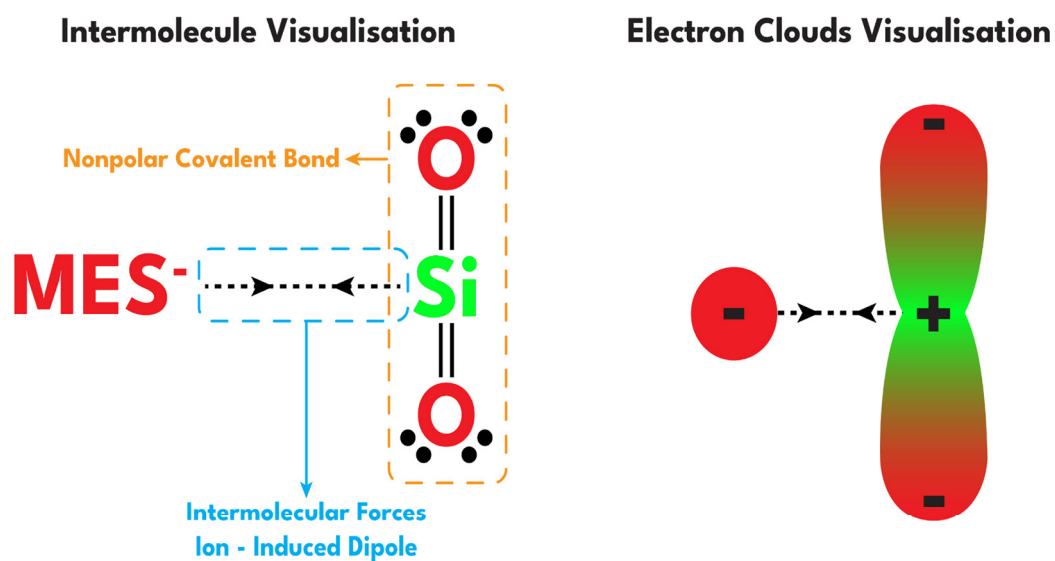 Intermolecule Visualisation
Electron Clouds Visualisation
O
Nonpolar Covalent Bond
MES-
Si
O
Intermolecular Forces
Ion - Induced Dipole
-
-
+
-